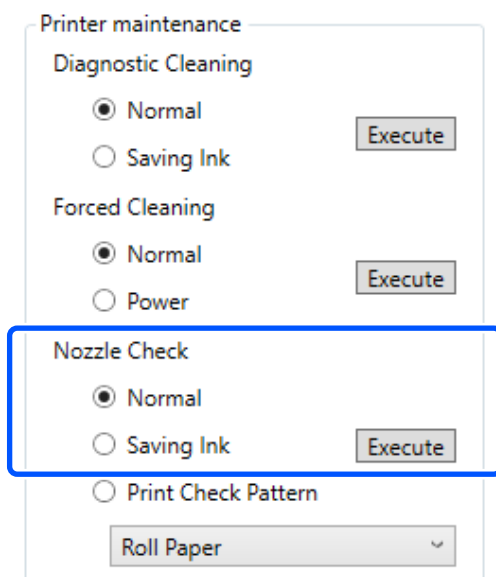 Printer maintenance
Diagnostic Cleaning
Normal
Execute
Saving Ink
Forced Cleaning
Normal
Execute
Power
Nozzle Check
Normal
Saving Ink
Execute
Print Check Pattern
Roll Paper